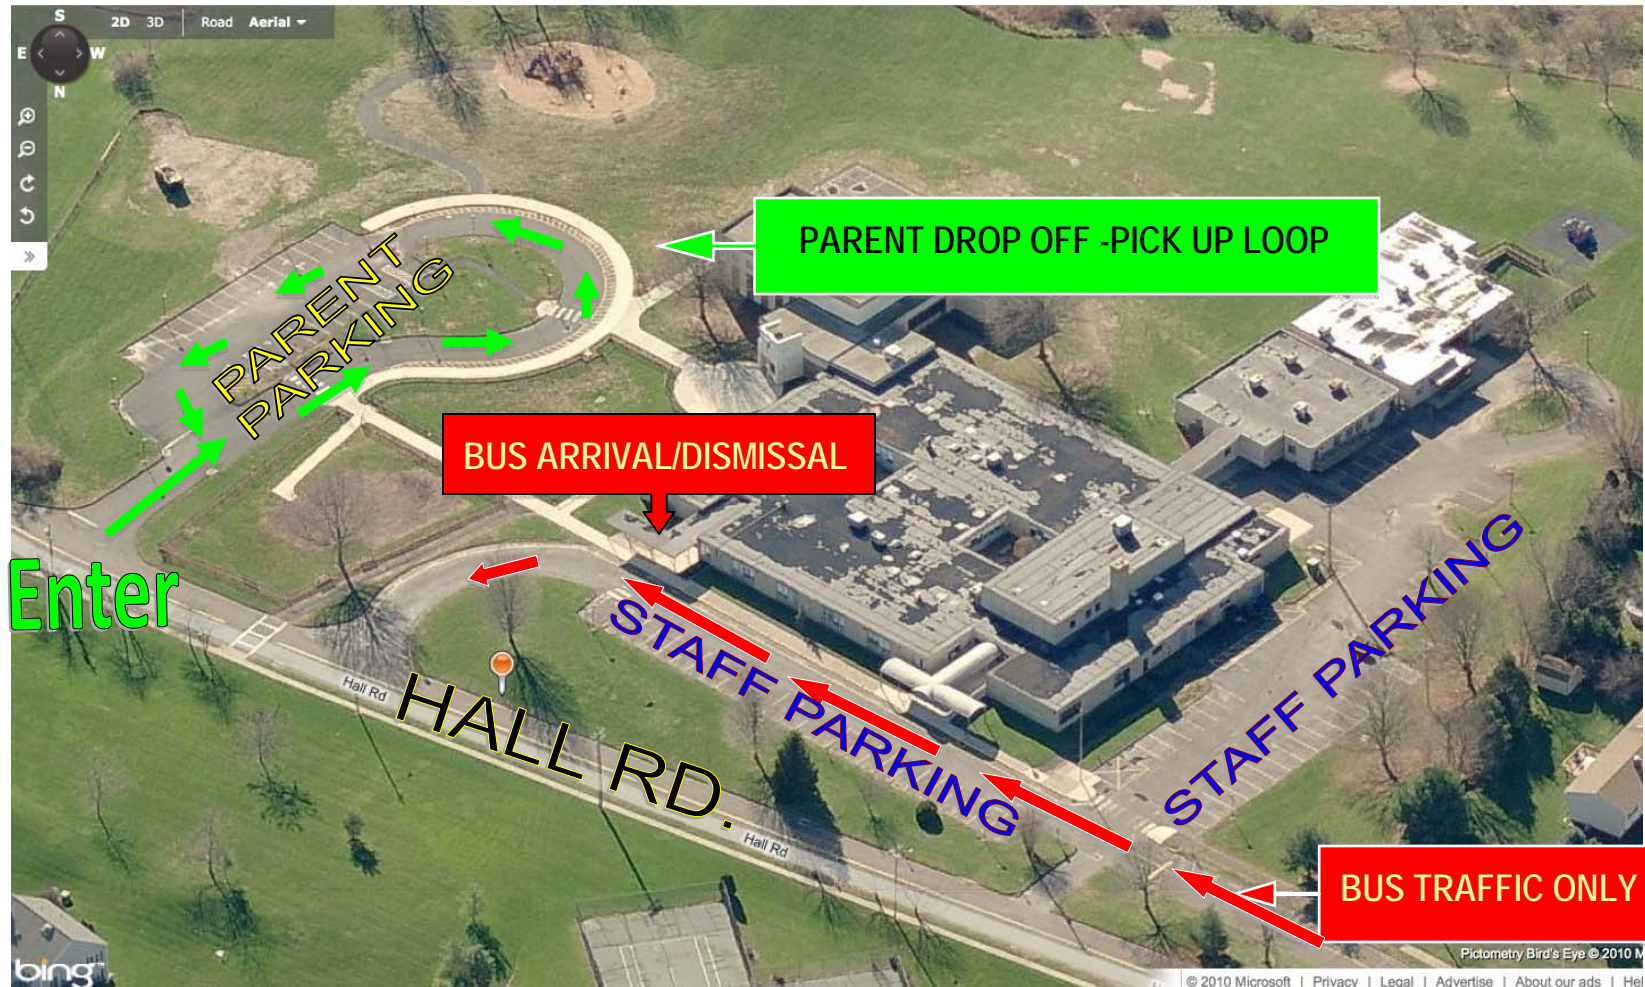 S
2D 3D Road Aerial
E W
N
PARENT DROP OFF -PICK UP LOOP
PARENT
PARKING
BUS ARRIVAL/DISMISSAL
Enter
STAFF PARKING
STAFF PARKING
Hall Rd
HALL RD.
Hall Rd
BUS TRAFFIC ONLY
Pictometry Bird's Eye © 2010 M
bing™
© 2010 Microsoft | Privacy | Legal | Advertise | About our ads | Hel